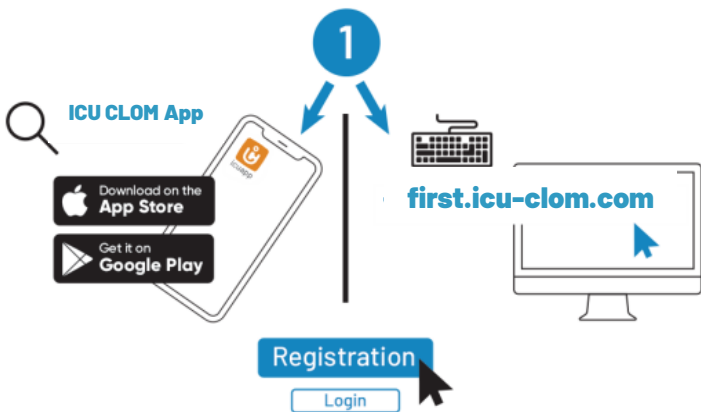 1
ICU CLOM App
icuapp
Download on the
App Store
Get it on
Google Play
first.icu-clom.com
Registration
Login